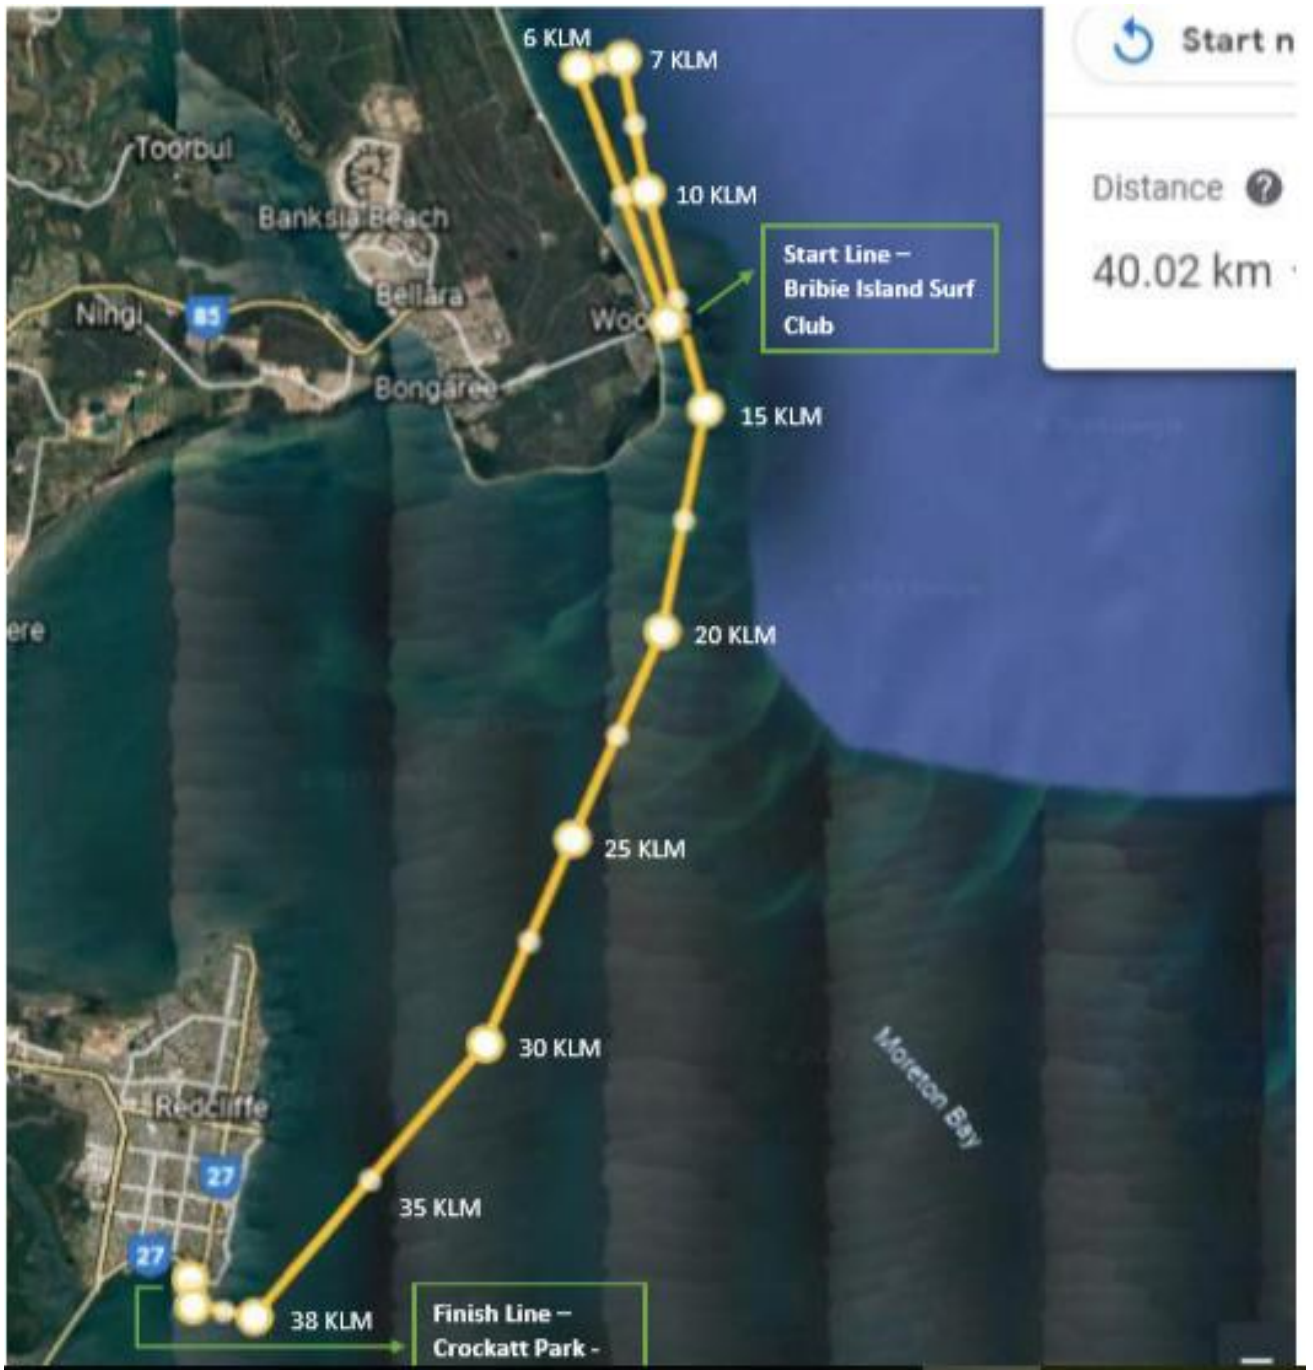 6 KLM
7 KLM
Start n
Toorbul
Distance ?
10 KLM
Banksia Beach
Start Line –
Bribie Island Surf
Club
40.02 km
Bellara
Ningi
85
Woo
Bongaree
15 KLM
ere
20 KLM
25 KLM
30 KLM
Moreton Bay
Redcliffe
27
35 KLM
27
38 KLM
Finish Line –
Crockatt Park -